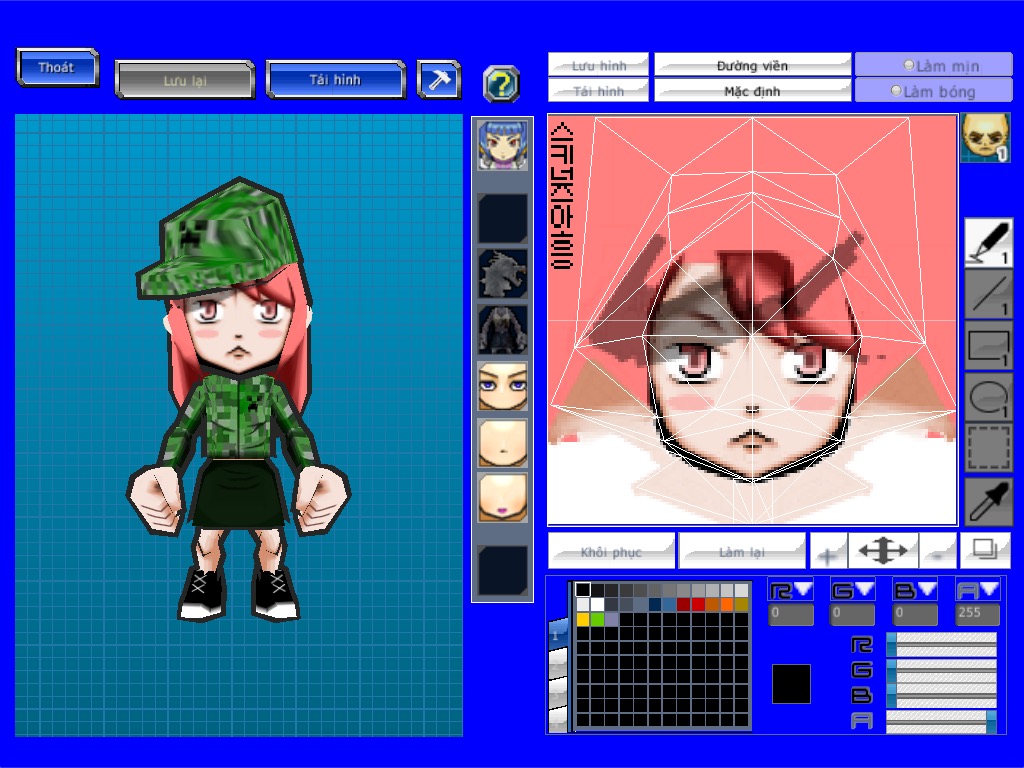 Thoát
Lưu lại
Tải hình
?
Lưu hình
Đường viền
Làm mịn
Tải hình
Mặc định
Làm bóng
1
1
1
1
1
Khôi phục
Làm lại
+
-
R G B A
0 0 0 255
1
R
G
B
A